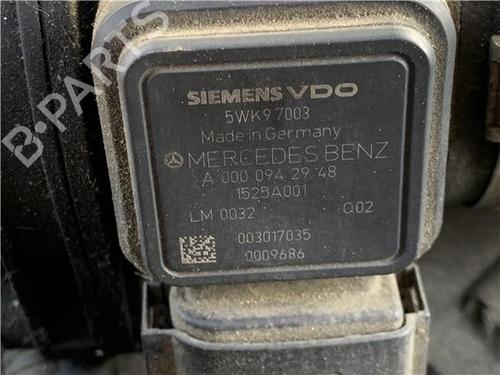 B-PARTS
SIEMENS VDO
5WK9 7003
Made in Germany
MERCEDES BENZ
A 000 094 29 48
1525A001
LM 0032 Q02
003017035
0009686